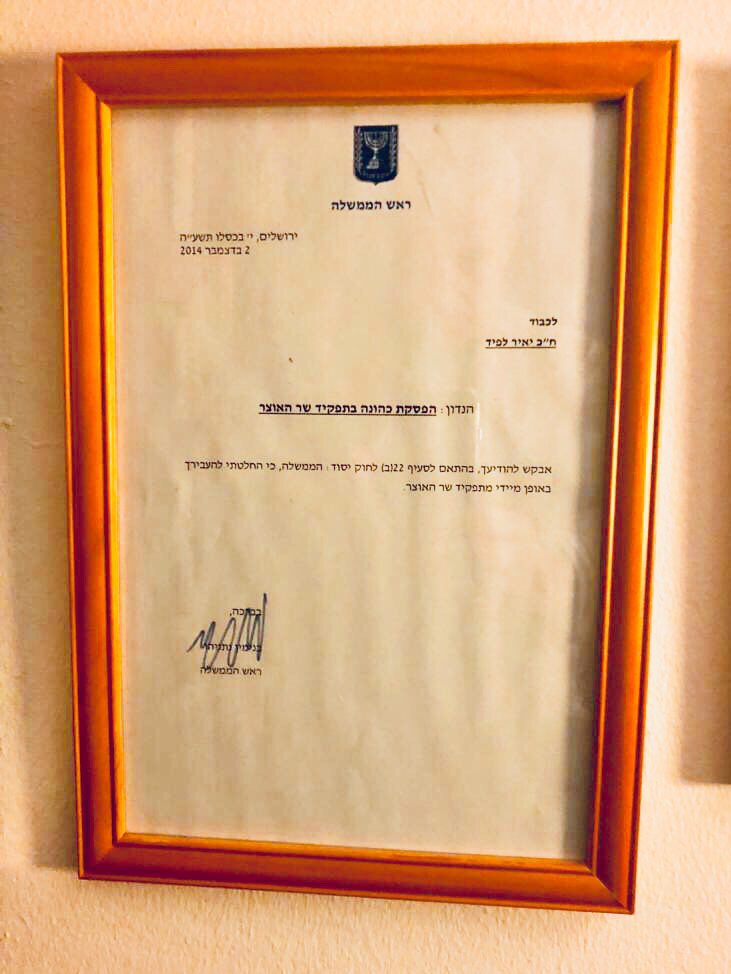 ראש הממשלה
ירושלים, י' בכסלו תשע"ה
2 בדצמבר 2014
לכבוד
ח"כ יאיר לפיד
הנדון: הפסקת כהונה בתפקיד שר האוצר
אבקש להודיעך, בהתאם לסעיף 22(ב) לחוק יסוד: הממשלה, כי החלטתי להעבירך
באופן מיידי מתפקיד שר האוצר.
בברכה,
בנימין נתניהו
ראש הממשלה